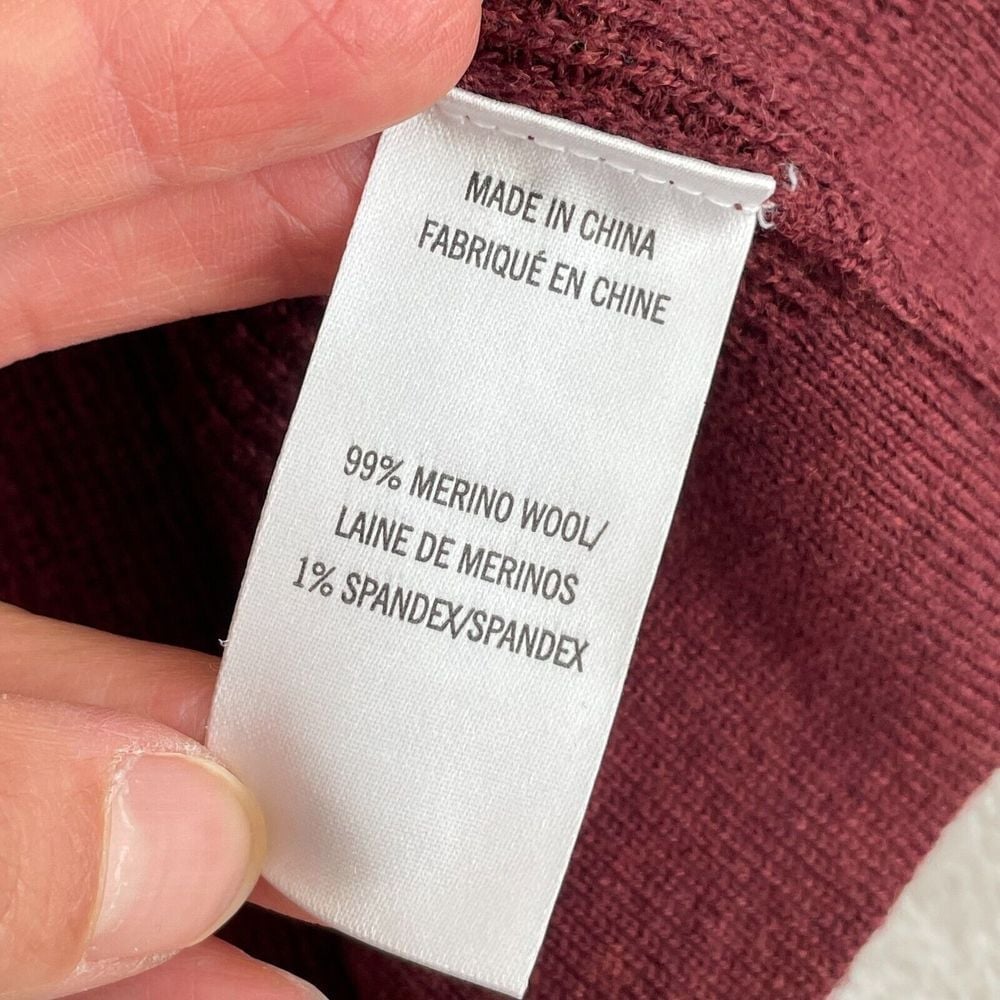 MADE IN CHINA
FABRIQUÉ EN CHINE
99% MERINO WOOL/
LAINE DE MERINOS
1% SPANDEX/SPANDEX